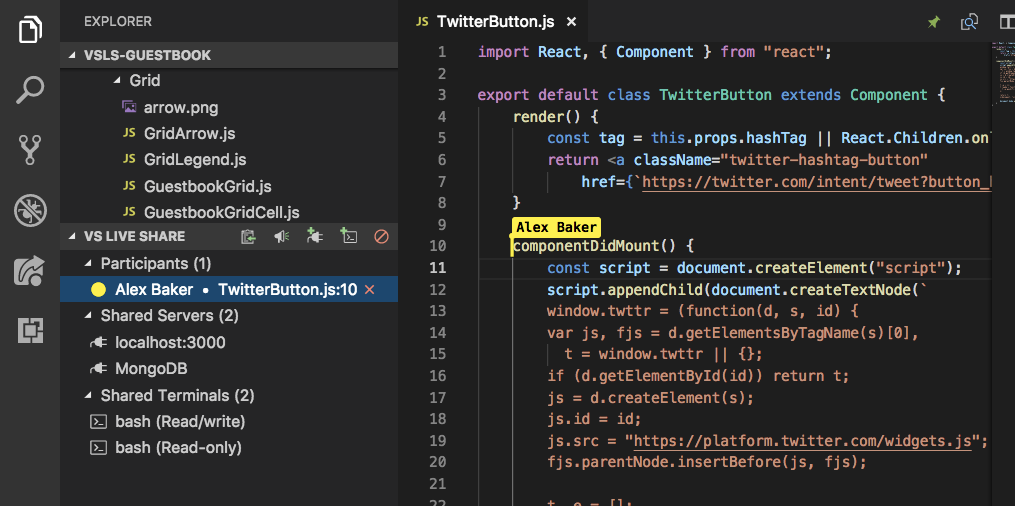 EXPLORER
VSLS-GUESTBOOK
Grid
arrow.png
JS GridArrow.js
JS GridLegend.js
JS GuestbookGrid.js
JS GuestbookGridCell.js
VS LIVE SHARE
Participants (1)
Alex Baker • TwitterButton.js:10 ×
Shared Servers (2)
localhost:3000
MongoDB
Shared Terminals (2)
bash (Read/write)
bash (Read-only)
JS TwitterButton.js ×
1 import React, { Component } from "react";
2
3 export default class TwitterButton extends Component {
4 render() {
5 const tag = this.props.hashTag || React.Children.on
6 return <a className="twitter-hashtag-button"
7 href={`https://twitter.com/intent/tweet?button_
8 }
9 Alex Baker
10 componentDidMount() {
11 const script = document.createElement("script");
12 script.appendChild(document.createTextNode(`
13 window.twttr = (function(d, s, id) {
14 var js, fjs = d.getElementsByTagName(s)[0],
15 t = window.twttr || {};
16 if (d.getElementById(id)) return t;
17 js = d.createElement(s);
18 js.id = id;
19 js.src = "https://platform.twitter.com/widgets.js";
20 fjs.parentNode.insertBefore(js, fjs);
21
22 t._e = [];